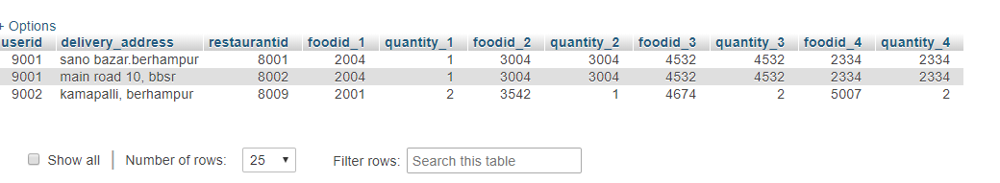 + Options
userid delivery_address restaurantid foodid_1 quantity_1 foodid_2 quantity_2 foodid_3 quantity_3 foodid_4 quantity_4
9001 sano bazar.berhampur 8001 2004 1 3004 3004 4532 4532 2334 2334
9001 main road 10, bbsr 8002 2004 1 3004 3004 4532 4532 2334 2334
9002 kamapalli, berhampur 8009 2001 2 3542 1 4674 2 5007 2
Show all | Number of rows: 25 Filter rows: Search this table